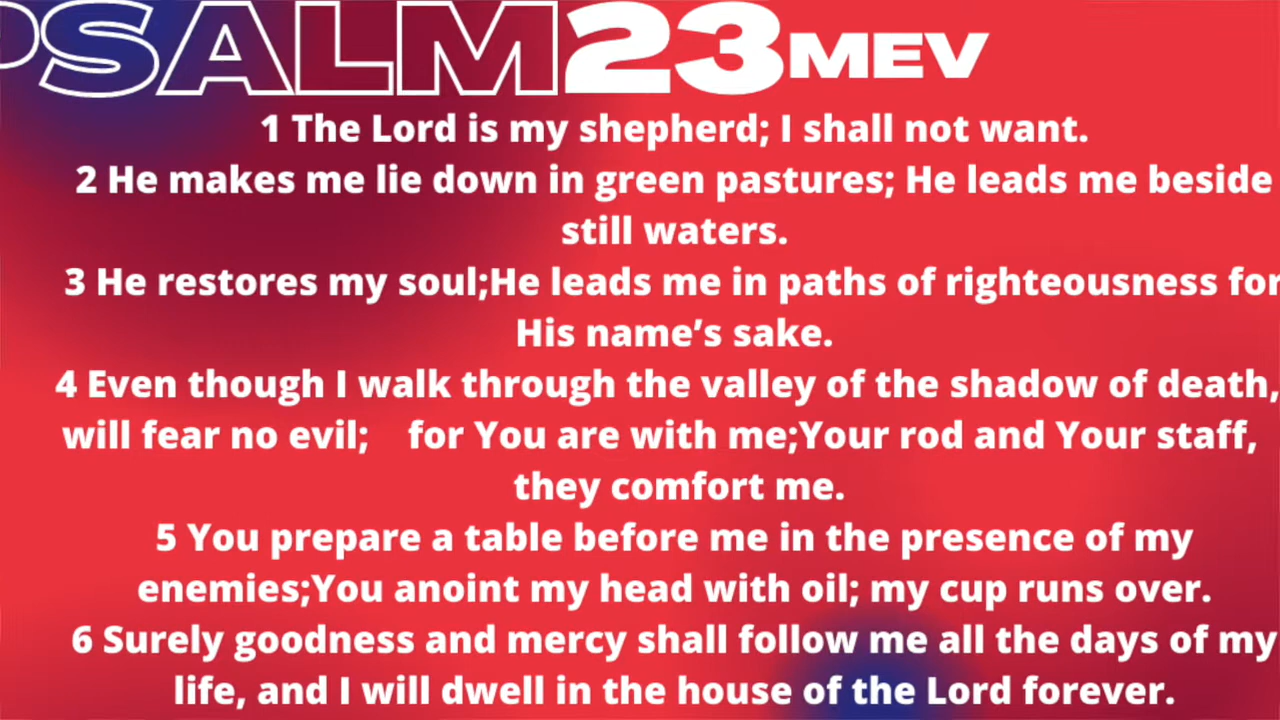 PSALM 23 MEV
1 The Lord is my shepherd; I shall not want.
2 He makes me lie down in green pastures; He leads me beside
still waters.
3 He restores my soul;He leads me in paths of righteousness for
His name’s sake.
4 Even though I walk through the valley of the shadow of death,
will fear no evil;    for You are with me;Your rod and Your staff,
they comfort me.
5 You prepare a table before me in the presence of my
enemies;You anoint my head with oil; my cup runs over.
6 Surely goodness and mercy shall follow me all the days of my
life, and I will dwell in the house of the Lord forever.